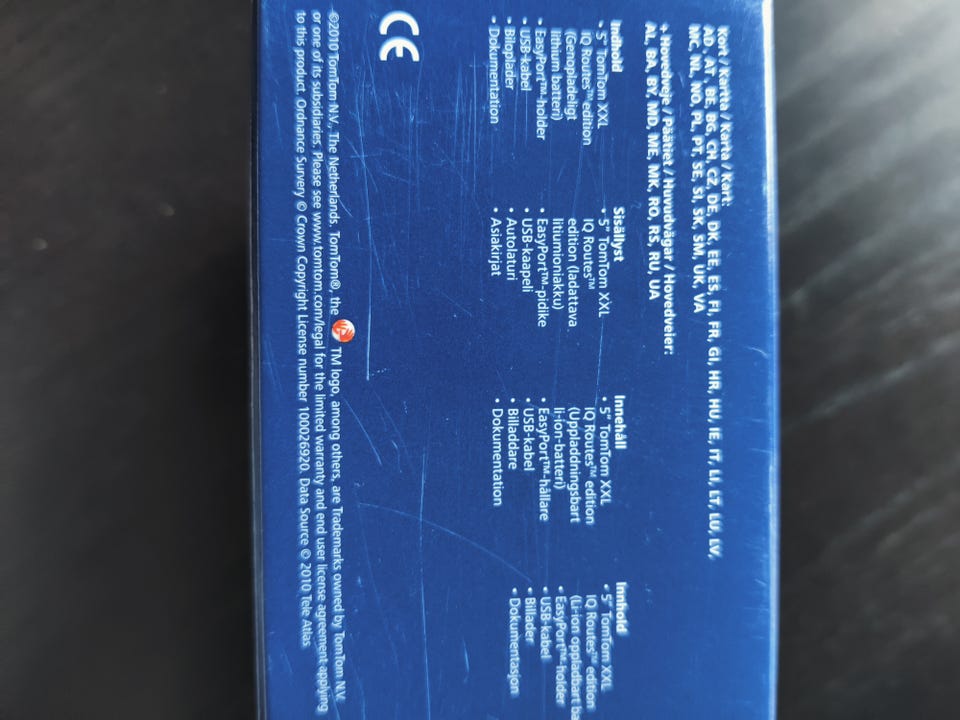 Kort / Kartta / Karta / Kart:
AD, AT, BE, BG, CH, CZ, DE, DK, EE, ES, FI, FR, GI, HR, HU, IE, IT, LI, LT, LU, LV,
MC, NL, NO, PL, PT, SE, SI, SK, SM, UK, VA
+ Hovedveje / Päätiet / Huvudvägar / Hovedveier:
AL, BA, BY, MD, ME, MK, RO, RS, RU, UA
Indhold
• 5" TomTom XXL
IQ Routes™ edition
(Genopladeligt
lithium batteri)
• EasyPort™-holder
• USB-kabel
• Biloplader
• Dokumentation
Sisällyst
• 5" TomTom XXL
IQ Routes™
edition (ladattava
litiumioniakku)
• EasyPort™-pidike
• USB-kaapeli
• Autolaturi
• Asiakirjat
Innehåll
• 5" TomTom XXL
IQ Routes™ edition
(Uppladdningsbart
li-ion-batteri)
• EasyPort™-hållare
• USB-kabel
• Billaddare
• Dokumentation
Innhold
• 5" TomTom XXL
IQ Routes™ edition
(Li-ion oppladbart ba
• EasyPort™-holder
• USB-kabel
• Billader
• Dokumentasjon
CE
©2010 TomTom N.V., The Netherlands. TomTom®, the TM logo, among others, are Trademarks owned by TomTom N.V.
or one of its subsidiaries. Please see www.tomtom.com/legal for the limited warranty and end user license agreement applying
to this product. Ordnance Survery © Crown Copyright License number 100026920. Data Source © 2010 Tele Atlas